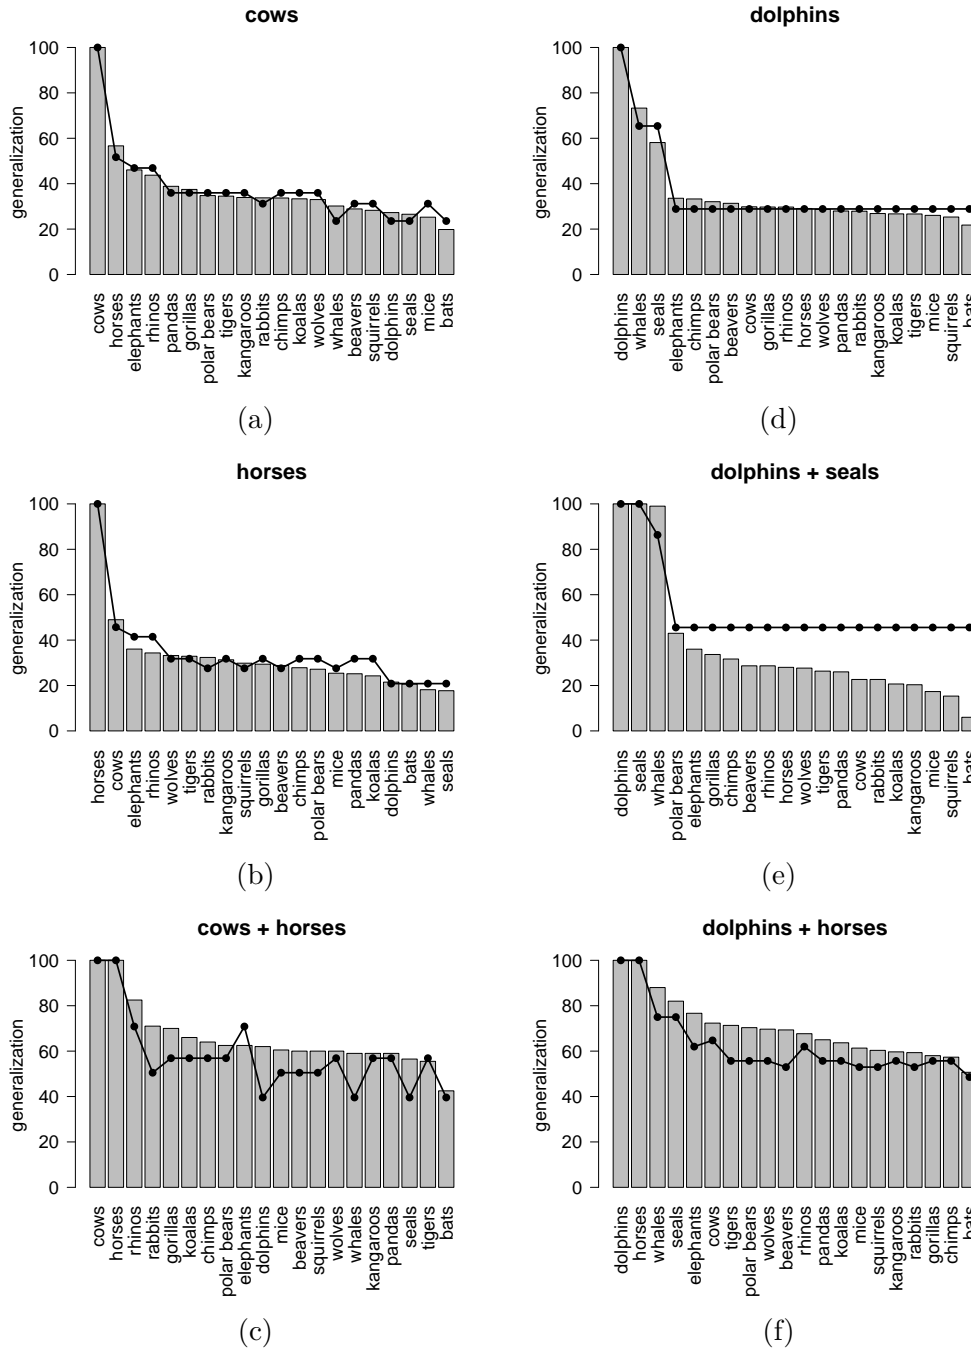 cows
generalization
100
80
60
40
20
0
cows
horses
elephants
rhinos
pandas
gorillas
polar bears
tigers
kangaroos
rabbits
chimps
koalas
wolves
whales
beavers
squirrels
dolphins
seals
mice
bats
(a)
dolphins
generalization
100
80
60
40
20
0
dolphins
whales
seals
elephants
chimps
polar bears
beavers
cows
gorillas
rhinos
horses
wolves
pandas
rabbits
kangaroos
koalas
tigers
mice
squirrels
bats
(d)
horses
generalization
100
80
60
40
20
0
horses
cows
elephants
rhinos
wolves
tigers
rabbits
kangaroos
squirrels
gorillas
beavers
chimps
polar bears
mice
pandas
koalas
dolphins
bats
whales
seals
(b)
dolphins + seals
generalization
100
80
60
40
20
0
dolphins
seals
whales
polar bears
elephants
gorillas
chimps
beavers
rhinos
horses
wolves
tigers
pandas
cows
rabbits
koalas
kangaroos
mice
squirrels
bats
(e)
cows + horses
generalization
100
80
60
40
20
0
cows
horses
rhinos
rabbits
gorillas
koalas
chimps
polar bears
elephants
dolphins
mice
beavers
squirrels
wolves
whales
kangaroos
pandas
seals
tigers
bats
(c)
dolphins + horses
generalization
100
80
60
40
20
0
dolphins
horses
whales
seals
elephants
cows
tigers
polar bears
wolves
beavers
rhinos
pandas
koalas
mice
squirrels
kangaroos
rabbits
gorillas
chimps
bats
(f)